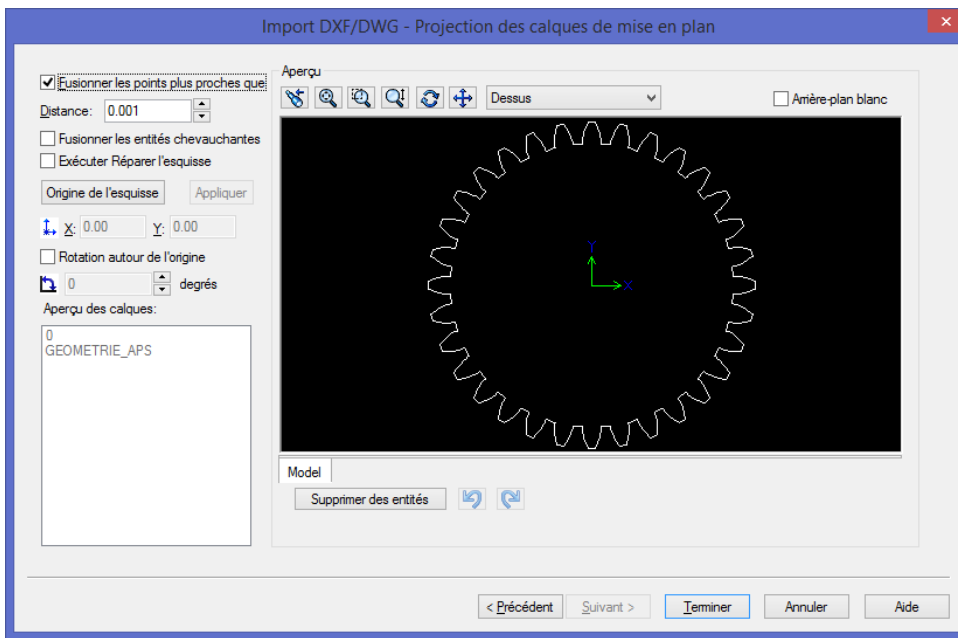 Import DXF/DWG - Projection des calques de mise en plan
Fusionner les points plus proches que
Distance: 0.001
Fusionner les entités chevauchantes
Exécuter Réparer l'esquisse
Origine de l'esquisse Appliquer
X: 0.00 Y: 0.00
Rotation autour de l'origine
0 degrés
Aperçu des calques:
0
GEOMETRIE_APS
Aperçu
Dessus Arrière-plan blanc
Y
X
Model
Supprimer des entités
< Précédent Suivant > Terminer Annuler Aide